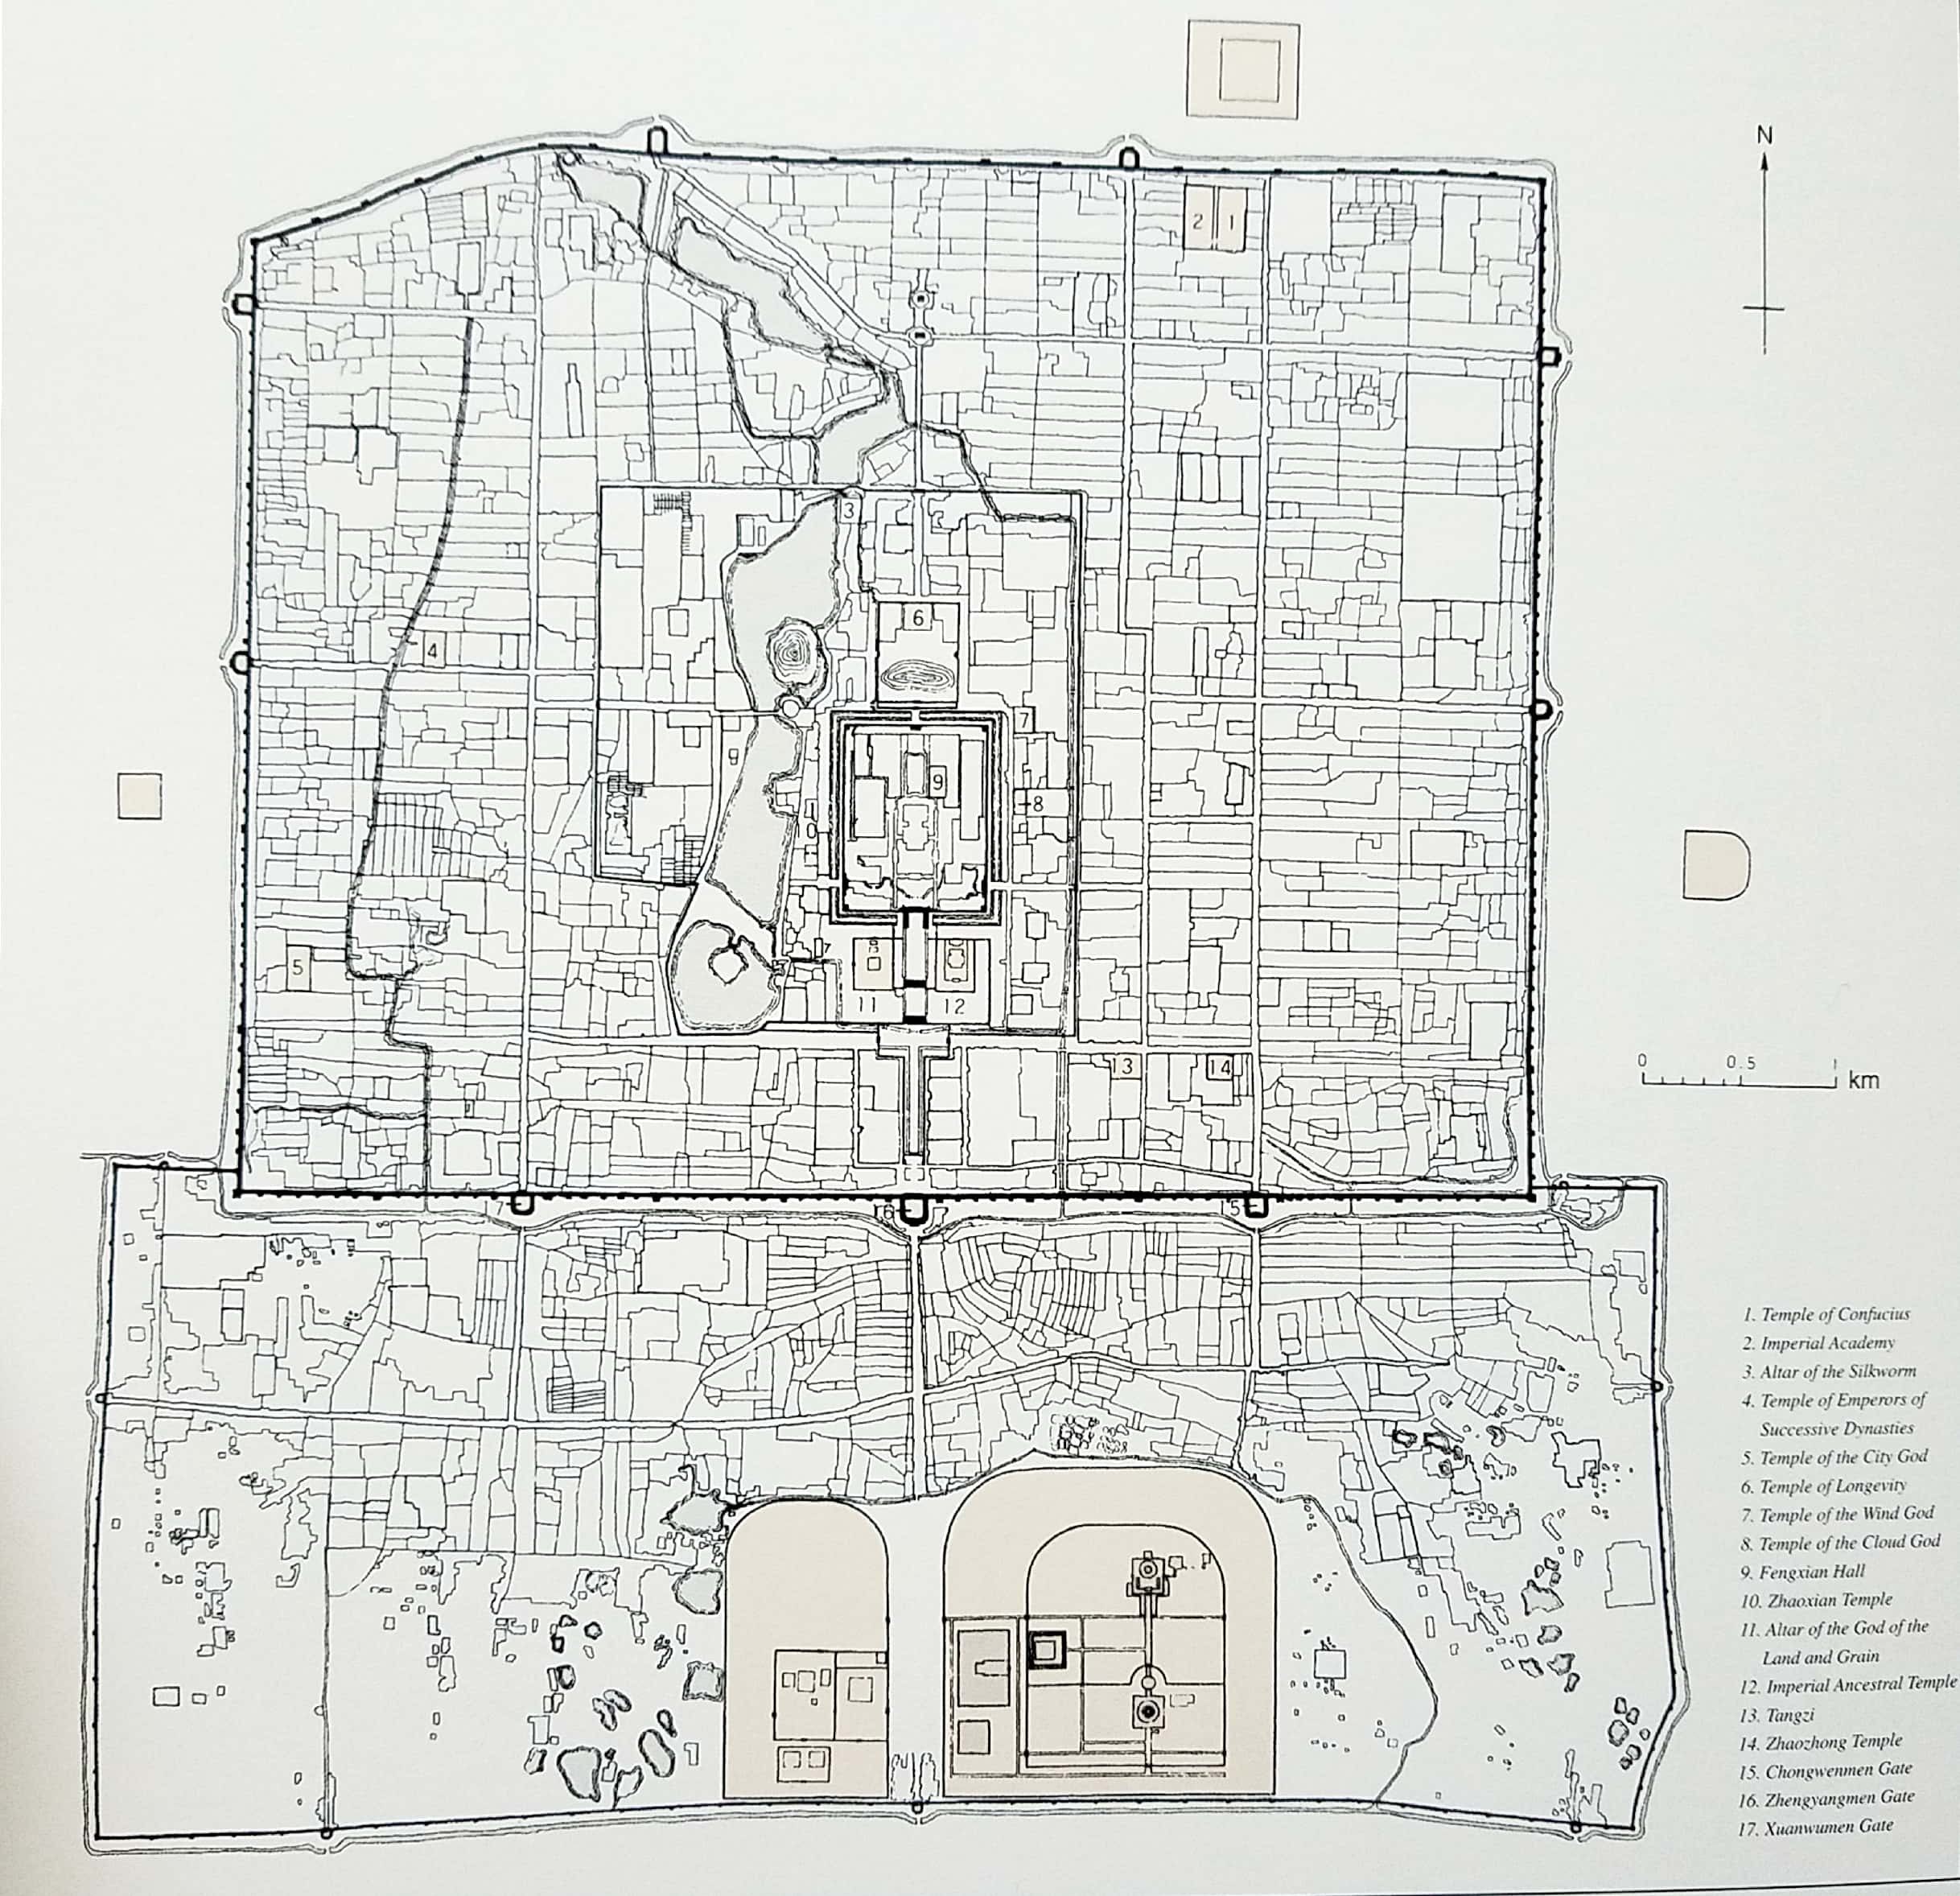 N
2 1
3
6
4
7
9
8
10
5
11 12
13 14
0 0.5 1 km
17 16 15
1. Temple of Confucius
2. Imperial Academy
3. Altar of the Silkworm
4. Temple of Emperors of
Successive Dynasties
5. Temple of the City God
6. Temple of Longevity
7. Temple of the Wind God
8. Temple of the Cloud God
9. Fengxian Hall
10. Zhaoxian Temple
11. Altar of the God of the
Land and Grain
12. Imperial Ancestral Temple
13. Tangzi
14. Zhaozhong Temple
15. Chongwenmen Gate
16. Zhengyangmen Gate
17. Xuanwumen Gate